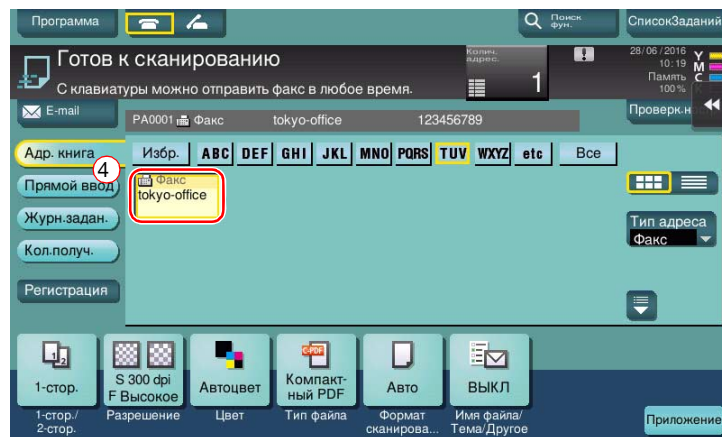 Программа
Поиск
фун.
СписокЗаданий
Готов к сканированию
С клавиатуры можно отправить факс в любое время.
Колич.
адрес.
1
28/06/2016
10:19
Память
100%
Y
M
C
K
E-mail
PA0001 Факс tokyo-office 123456789
Проверк.н
Адр. книга
Избр. ABC DEF GHI JKL MNO PQRS TUV WXYZ etc Все
4
Прямой ввод
Факс
tokyo-office
Журн.задан.
Тип адреса
Факс
Кол.получ.
Регистрация
1-стор.
S 300 dpi
F Высокое
Автоцвет
C-PDF
Компакт-
ный PDF
Авто
ВЫКЛ
1-стор./
2-стор.
Разрешение
Цвет
Тип файла
Формат
сканирова...
Имя файла/
Тема/Другое
Приложение